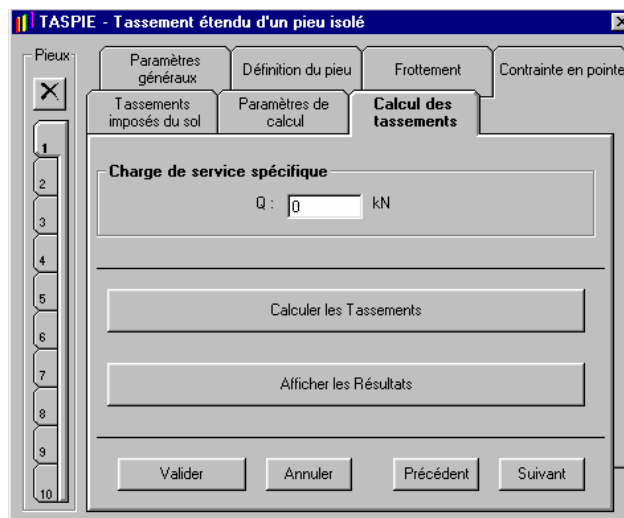 TASPIE - Tassement étendu d'un pieu isolé
Pieux
Paramètres
généraux
Définition du pieu
Frottement
Contrainte en pointe
Tassements
imposés du sol
Paramètres de
calcul
Calcul des
tassements
1
2
3
4
5
6
7
8
9
10
Charge de service spécifique
Q : 0 kN
Calculer les Tassements
Afficher les Résultats
Valider Annuler Précédent Suivant